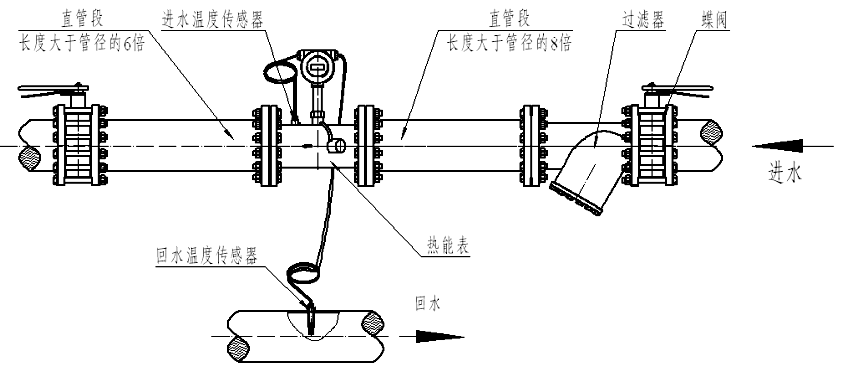 直管段
长度大于管径的6倍
进水温度传感器
直管段
长度大于管径的8倍
过滤器
蝶阀
进水
热能表
回水温度传感器
回水